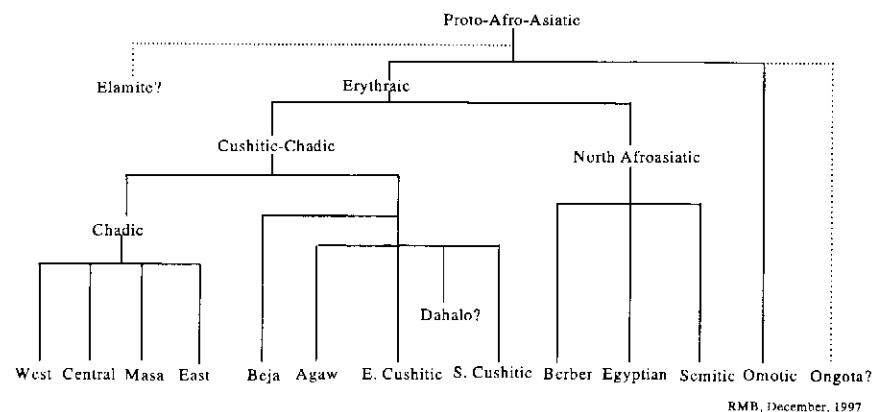 Proto-Afro-Asiatic
Elamite?
Erythraic
Cushitic-Chadic
North Afroasiatic
Chadic
Dahalo?
West Central Masa East Beja Agaw E. Cushitic S. Cushitic Berber Egyptian Semitic Omotic Ongota?
RMB, December, 1997